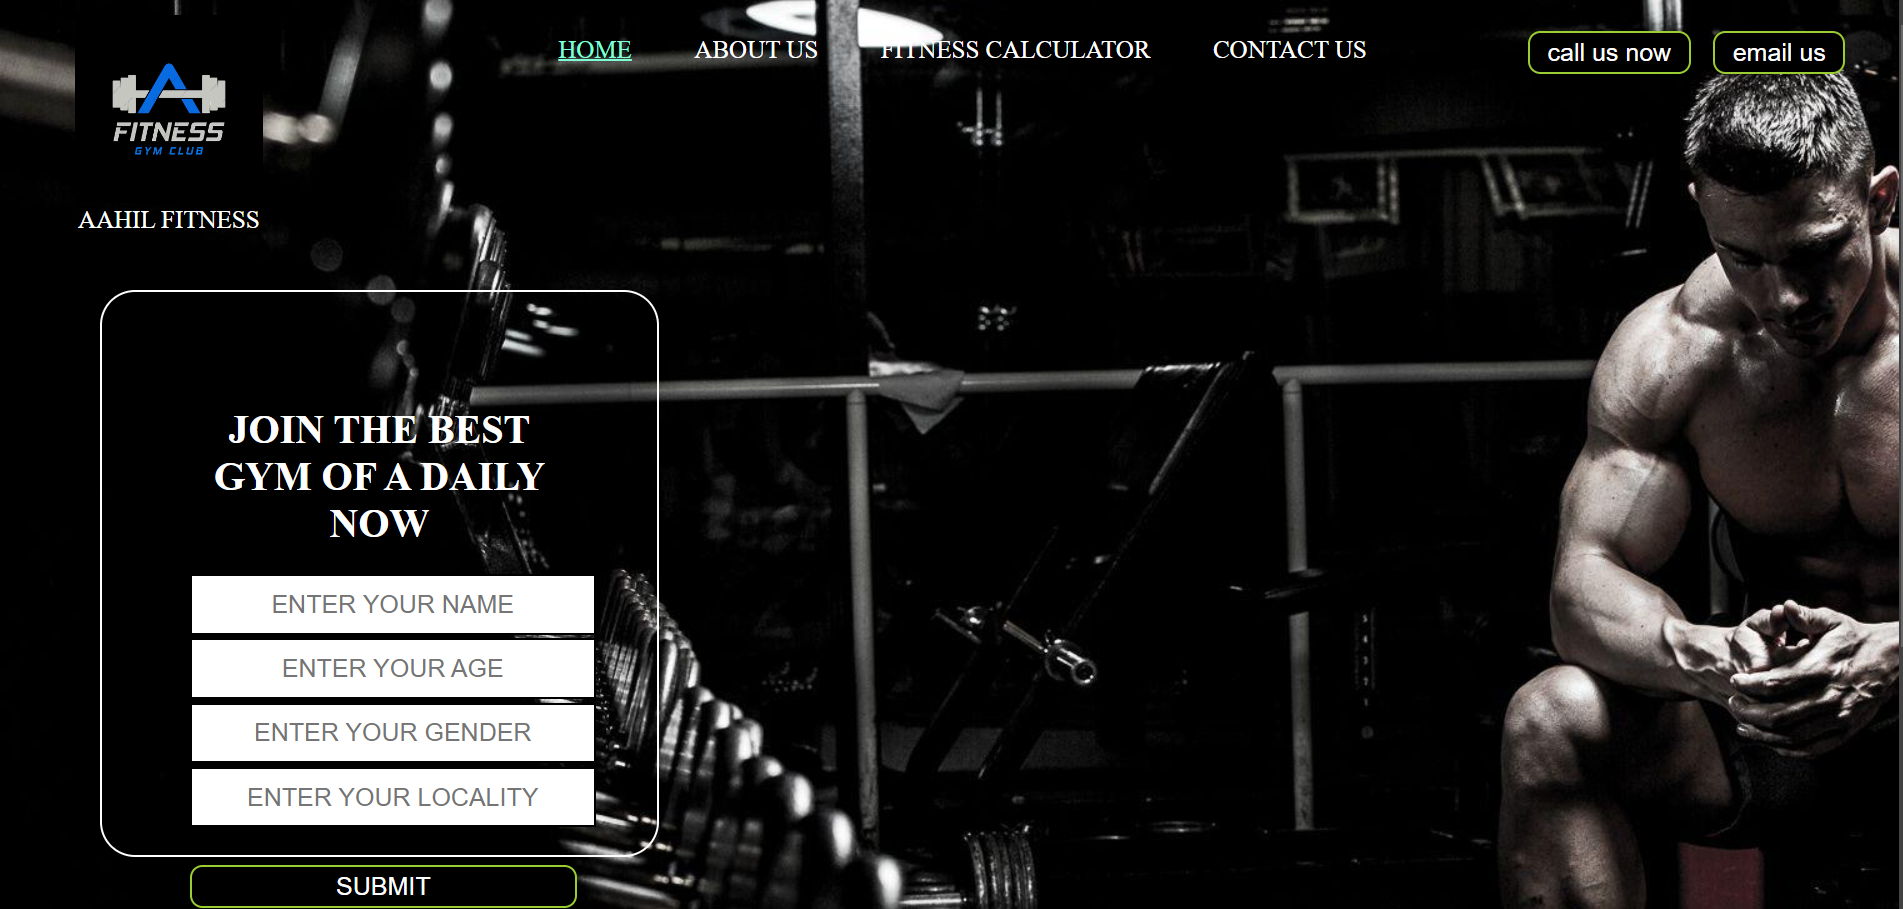 HOME ABOUT US FITNESS CALCULATOR CONTACT US call us now email us
FITNESS
GYM CLUB
AAHIL FITNESS
JOIN THE BEST
GYM OF A DAILY
NOW
ENTER YOUR NAME
ENTER YOUR AGE
ENTER YOUR GENDER
ENTER YOUR LOCALITY
SUBMIT